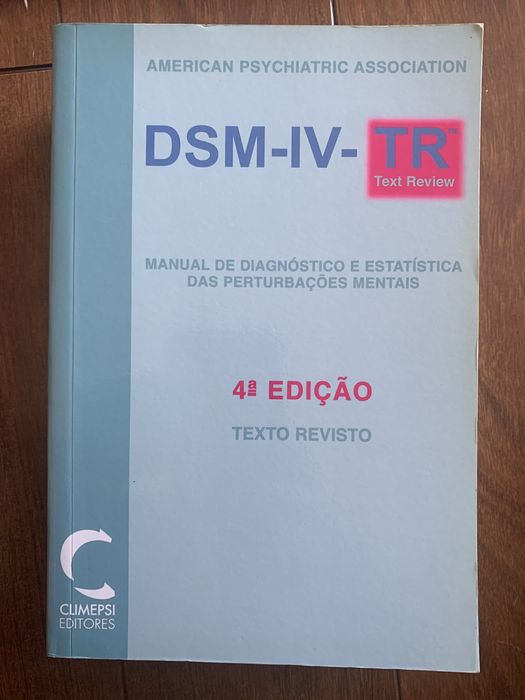 AMERICAN PSYCHIATRIC ASSOCIATION
DSM-IV-TR™
Text Review
MANUAL DE DIAGNÓSTICO E ESTATÍSTICA
DAS PERTURBAÇÕES MENTAIS
4ª EDIÇÃO
TEXTO REVISTO
CLIMEPSI
EDITORES